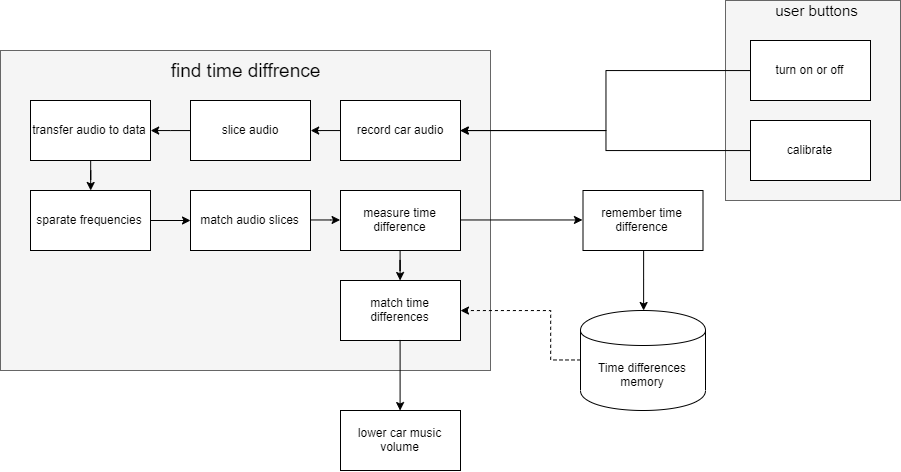 user buttons
turn on or off
calibrate
find time diffrence
transfer audio to data
slice audio
record car audio
sparate frequencies
match audio slices
measure time
difference
remember time
difference
match time
differences
Time differences
memory
lower car music
volume